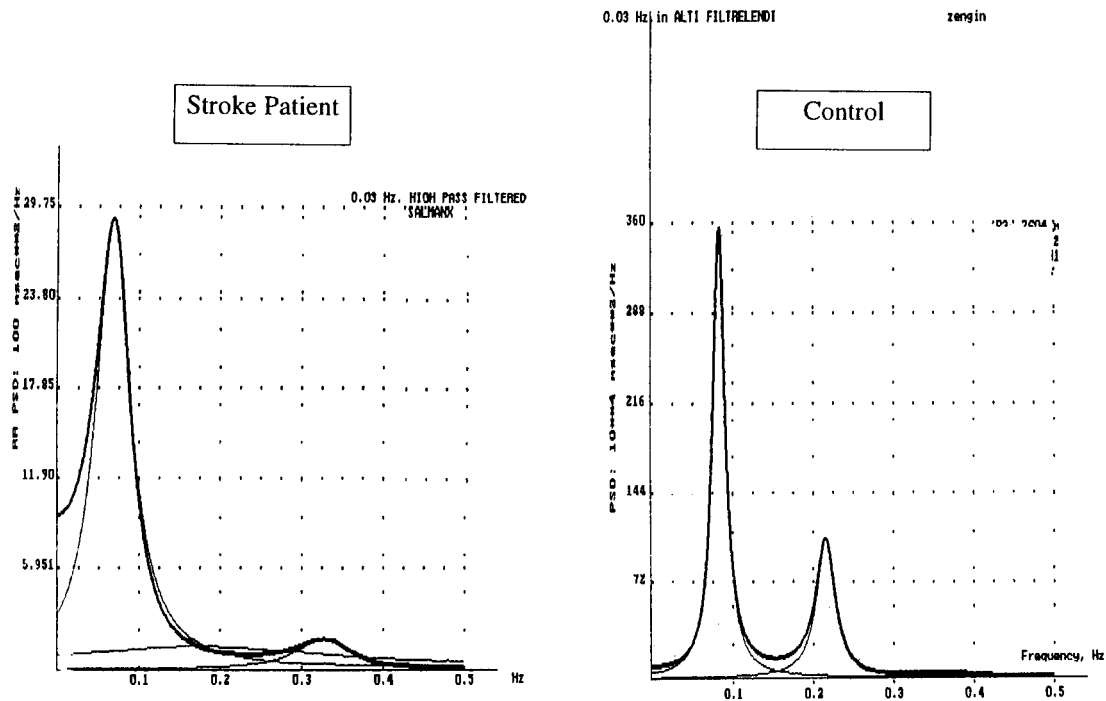 0.03 Hz in ALTI FILTRELENDI
zengin
Stroke Patient
Control
0.03 Hz. HIGH PASS FILTERED
'SALMANX
RR PSD: 100 msec**2/Hz
29.75
23.80
17.85
11.90
5.951
0.1
0.2
0.3
0.4
0.5
Hz
PSD: 10**4 msec**2/Hz
360
288
216
144
72
Frequency, Hz
0.1
0.2
0.3
0.4
0.5